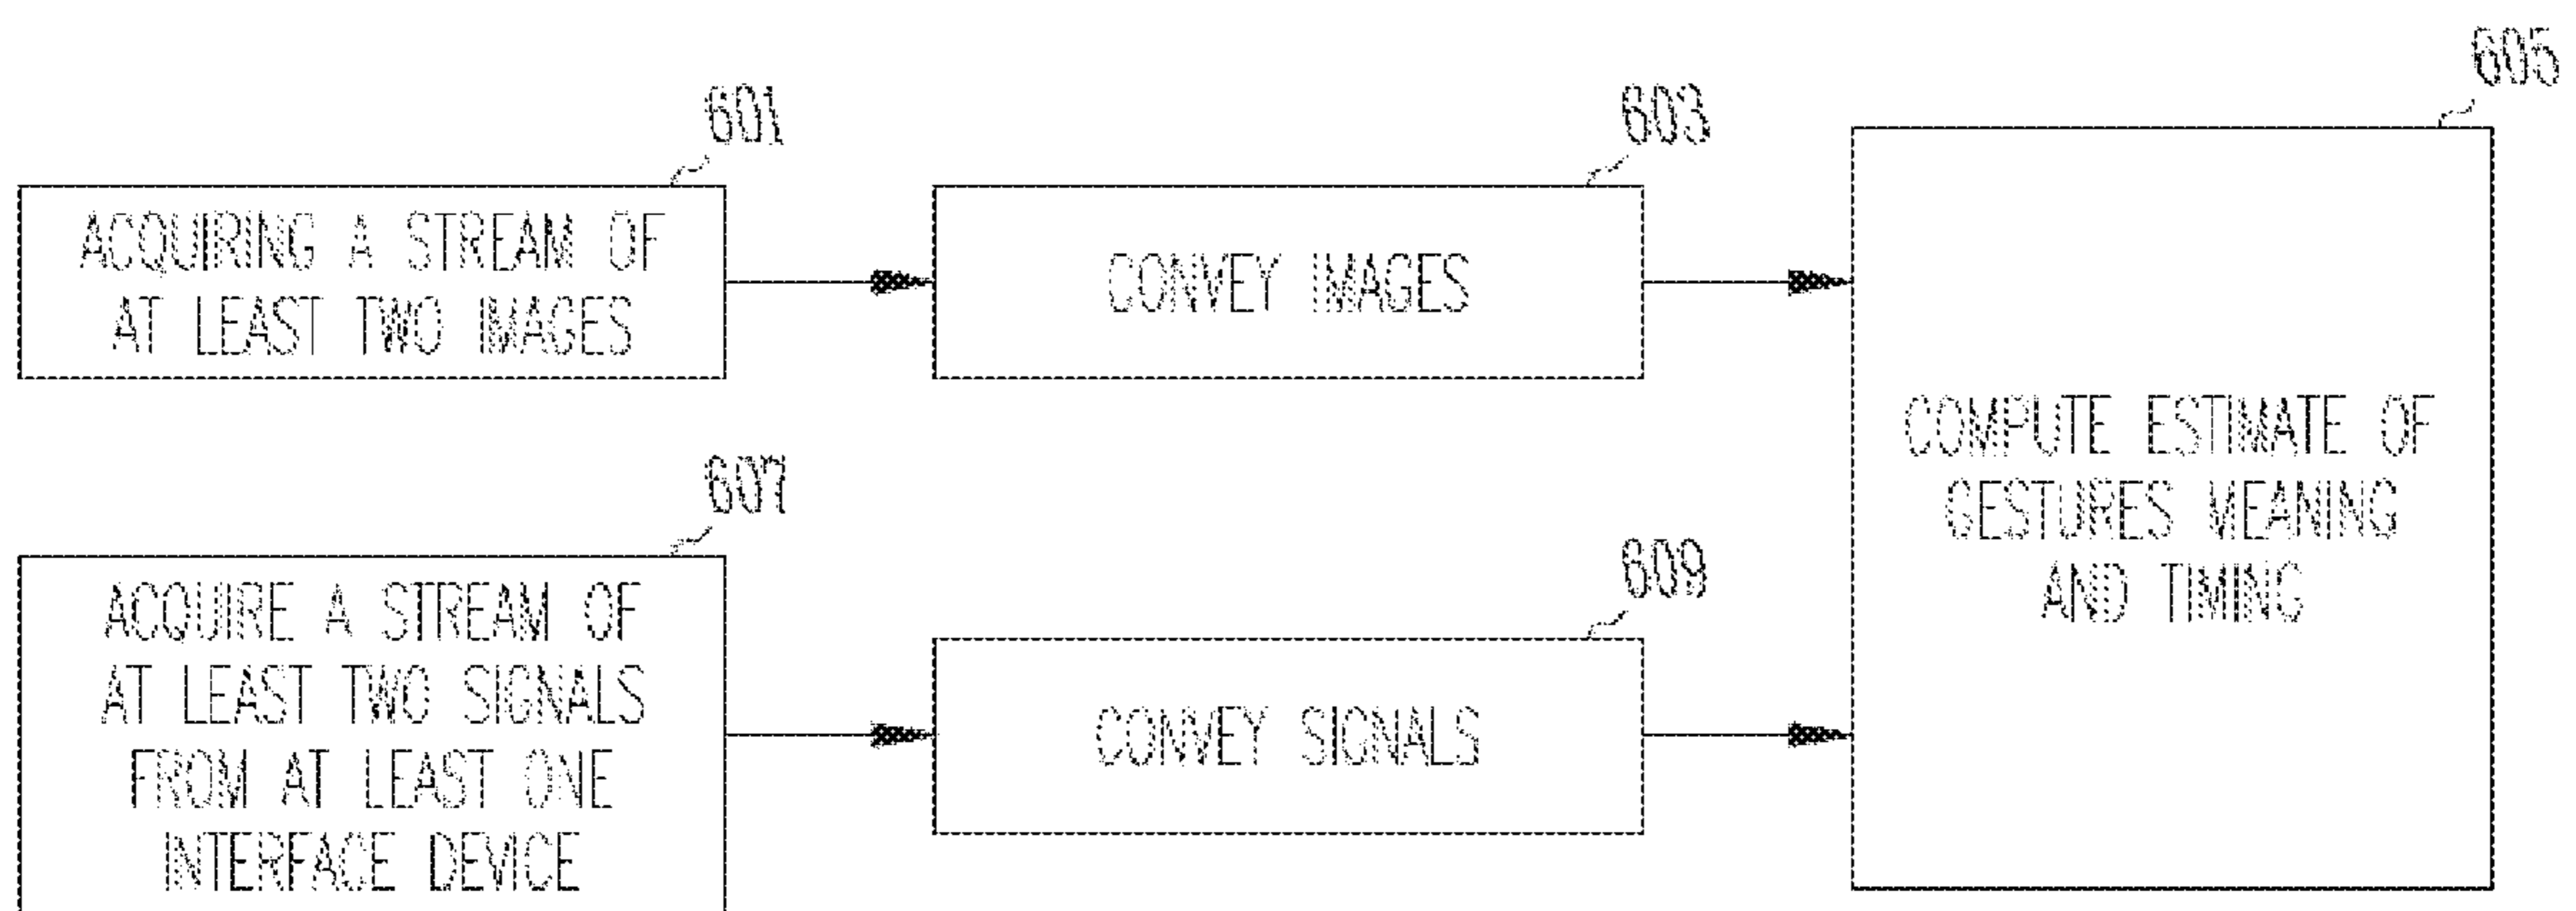 605
601
603
ACQUIRING A STREAM OF
AT LEAST TWO IMAGES
CONVEY IMAGES
COMPUTE ESTIMATE OF
GESTURES MEANING
AND TIMING
607
609
ACQUIRE A STREAM OF
AT LEAST TWO SIGNALS
FROM AT LEAST ONE
INTERFACE DEVICE
CONVEY SIGNALS